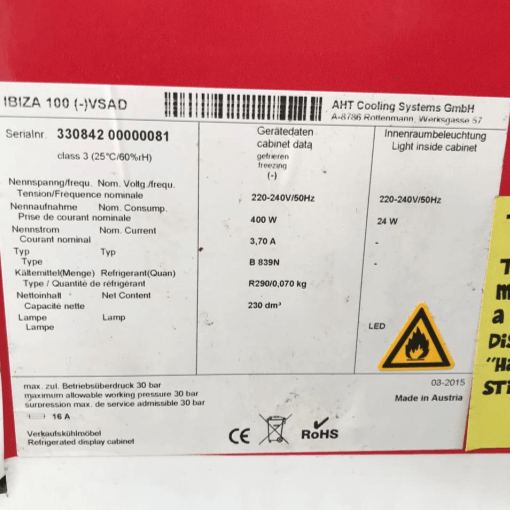 IBIZA 100 (-)VSAD
AHT Cooling Systems GmbH
A-8786 Rottenmann, Werksgasse 57
Serialnr. 330842 00000081
class 3 (25°C/60%rH)
Gerätedaten
cabinet data
gefrieren
freezing
(-)
Innenraumbeleuchtung
Light inside cabinet
Nennspanng/frequ. Nom. Voltg./frequ.
Tension/Frequence nominale
220-240V/50Hz 220-240V/50Hz
Nennaufnahme Nom. Consump.
Prise de courant nominale
400 W 24 W
Nennstrom Nom. Current
Courant nominal
3,70 A -
Typ Typ
Type
B 839N -
Kältemittel(Menge) Refrigerant(Quan)
Type / Quantité de réfrigérant
R290/0,070 kg
Nettoinhalt Net Content
Capacité nette
230 dm³
Lampe Lamp
Lampe
LED
max. zul. Betriebsüberdruck 30 bar
maximum allowable working pressure 30 bar
surpression max. de service admissible 30 bar
16 A
03-2015
Made in Austria
Verkaufskühlmöbel
Refrigerated display cabinet
CE
RoHS
T
m
a
Dis
"Ha
STi